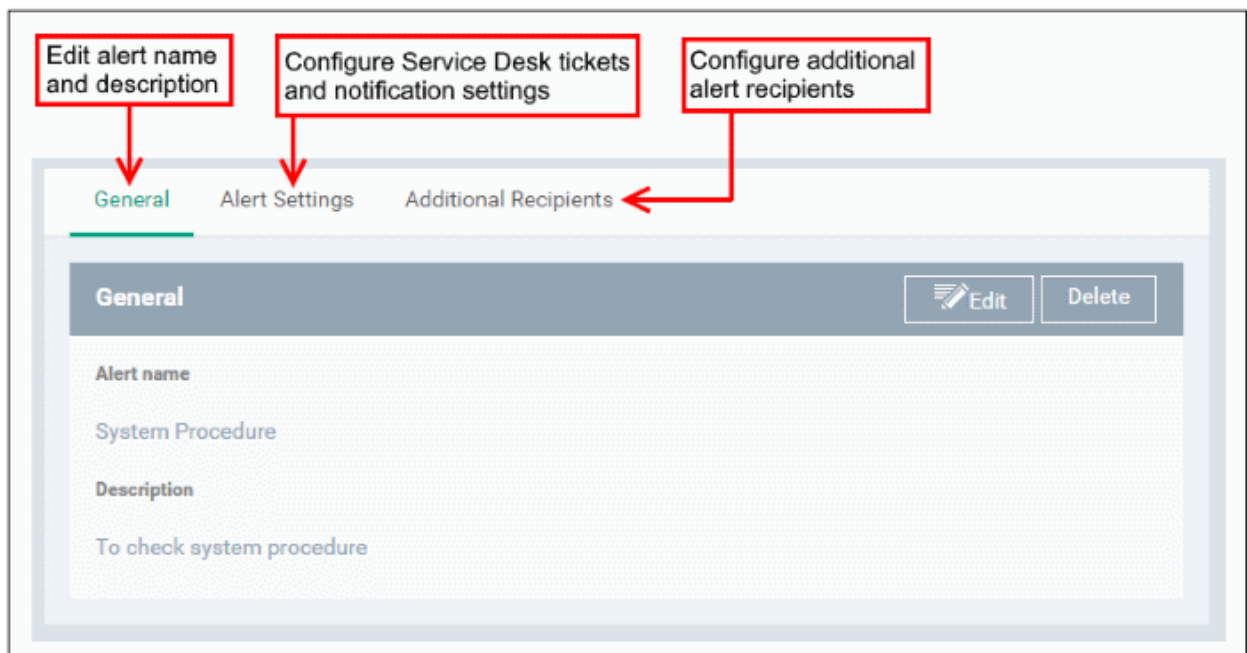 Edit alert name
and description
Configure Service Desk tickets
and notification settings
Configure additional
alert recipients
General
Alert Settings
Additional Recipients
General
Edit
Delete
Alert name
System Procedure
Description
To check system procedure